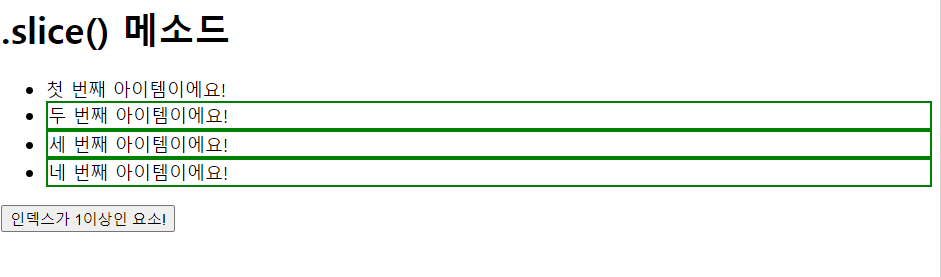 .slice() 메소드
첫 번째 아이템이에요!
두 번째 아이템이에요!
세 번째 아이템이에요!
네 번째 아이템이에요!
인덱스가 1이상인 요소!